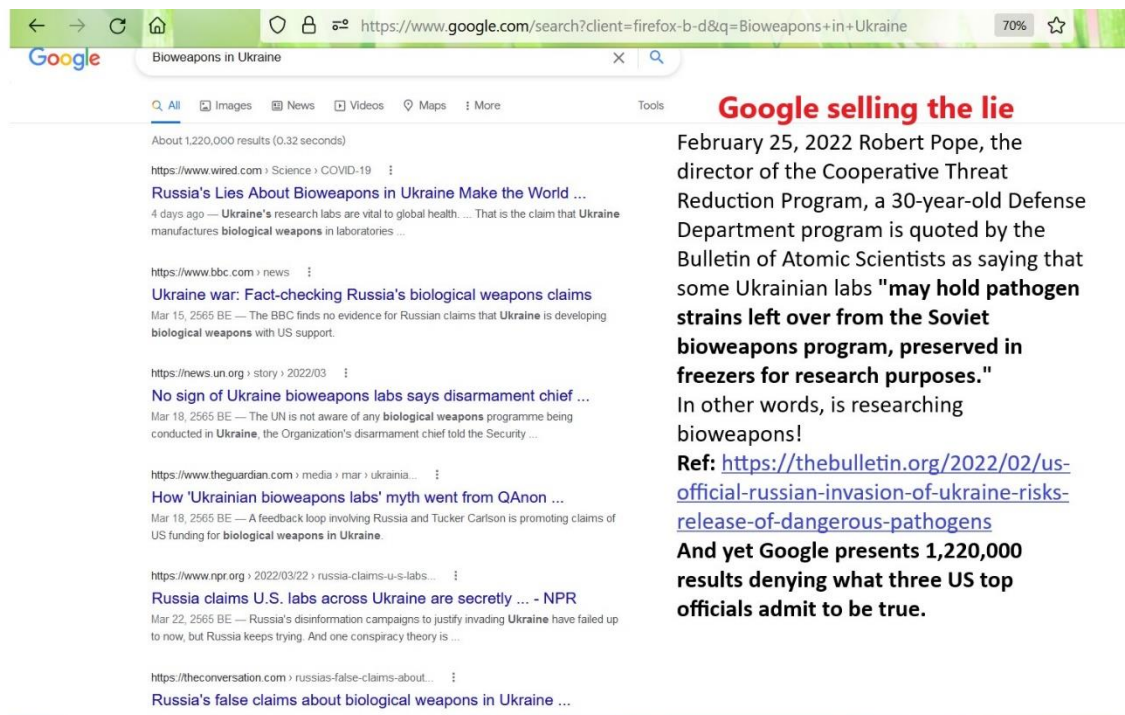 https://www.google.com/search?client=firefox-b-d&q=Bioweapons+in+Ukraine
70%
Google
Bioweapons in Ukraine
All
Images
News
Videos
Maps
More
Tools
About 1,220,000 results (0.32 seconds)
https://www.wired.com › Science › COVID-19
Russia's Lies About Bioweapons in Ukraine Make the World ...
4 days ago — Ukraine's research labs are vital to global health. ... That is the claim that Ukraine
manufactures biological weapons in laboratories ...
https://www.bbc.com › news
Ukraine war: Fact-checking Russia's biological weapons claims
Mar 15, 2565 BE — The BBC finds no evidence for Russian claims that Ukraine is developing
biological weapons with US support.
https://news.un.org › story › 2022/03
No sign of Ukraine bioweapons labs says disarmament chief ...
Mar 18, 2565 BE — The UN is not aware of any biological weapons programme being
conducted in Ukraine, the Organization's disarmament chief told the Security ...
https://www.theguardian.com › media › mar › ukrainia...
How 'Ukrainian bioweapons labs' myth went from QAnon ...
Mar 18, 2565 BE — A feedback loop involving Russia and Tucker Carlson is promoting claims of
US funding for biological weapons in Ukraine.
https://www.npr.org › 2022/03/22 › russia-claims-u-s-labs...
Russia claims U.S. labs across Ukraine are secretly ... - NPR
Mar 22, 2565 BE — Russia's disinformation campaigns to justify invading Ukraine have failed up
to now, but Russia keeps trying. And one conspiracy theory is ...
https://theconversation.com › russias-false-claims-about...
Russia's false claims about biological weapons in Ukraine ...
Google selling the lie
February 25, 2022 Robert Pope, the
director of the Cooperative Threat
Reduction Program, a 30-year-old Defense
Department program is quoted by the
Bulletin of Atomic Scientists as saying that
some Ukrainian labs "may hold pathogen
strains left over from the Soviet
bioweapons program, preserved in
freezers for research purposes."
In other words, is researching
bioweapons!
Ref: https://thebulletin.org/2022/02/us-
official-russian-invasion-of-ukraine-risks-
release-of-dangerous-pathogens
And yet Google presents 1,220,000
results denying what three US top
officials admit to be true.